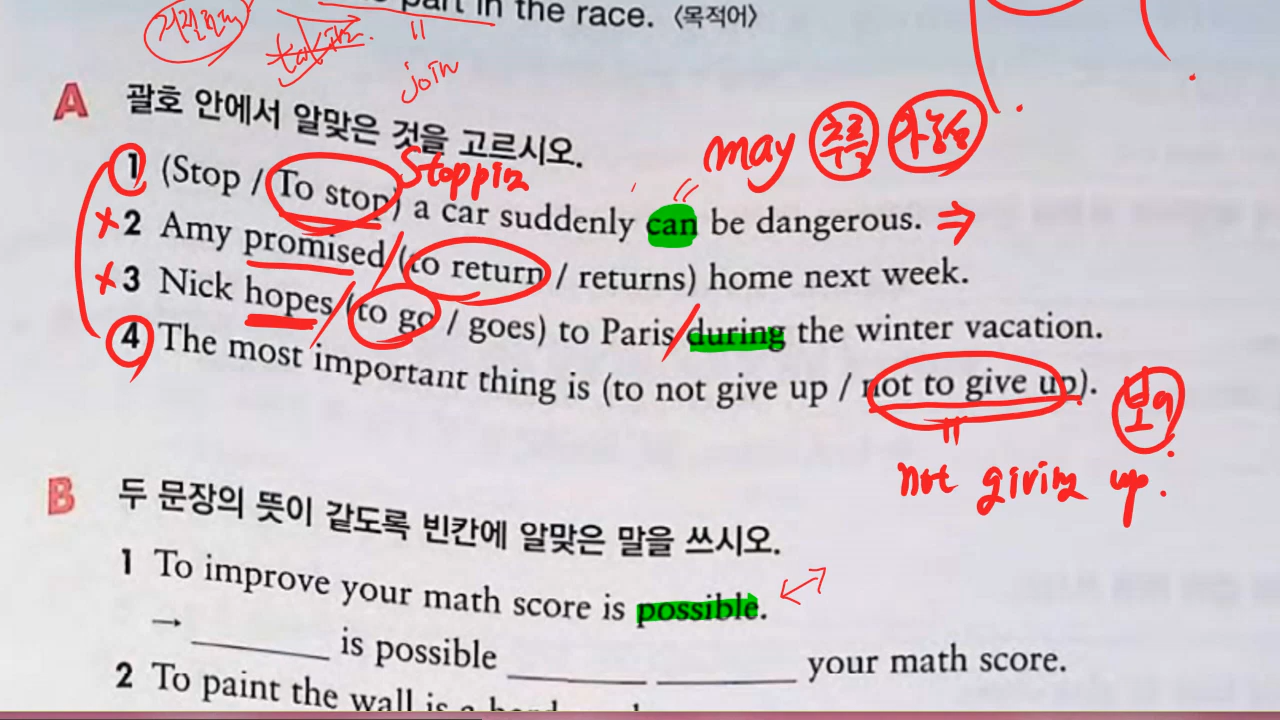 part in the race. 〈목적어〉
join
A 괄호 안에서 알맞은 것을 고르시오.
may 추측 가능성
Stoppin
1 (Stop / To stop) a car suddenly can be dangerous. ⇒
× 2 Amy promised (to return / returns) home next week.
× 3 Nick hopes (to go / goes) to Paris during the winter vacation.
4 The most important thing is (to not give up / not to give up).
보어
not giving up.
B 두 문장의 뜻이 같도록 빈칸에 알맞은 말을 쓰시오.
1 To improve your math score is possible.
→ ________ is possible ________ ________ your math score.
2 To paint the wall is a